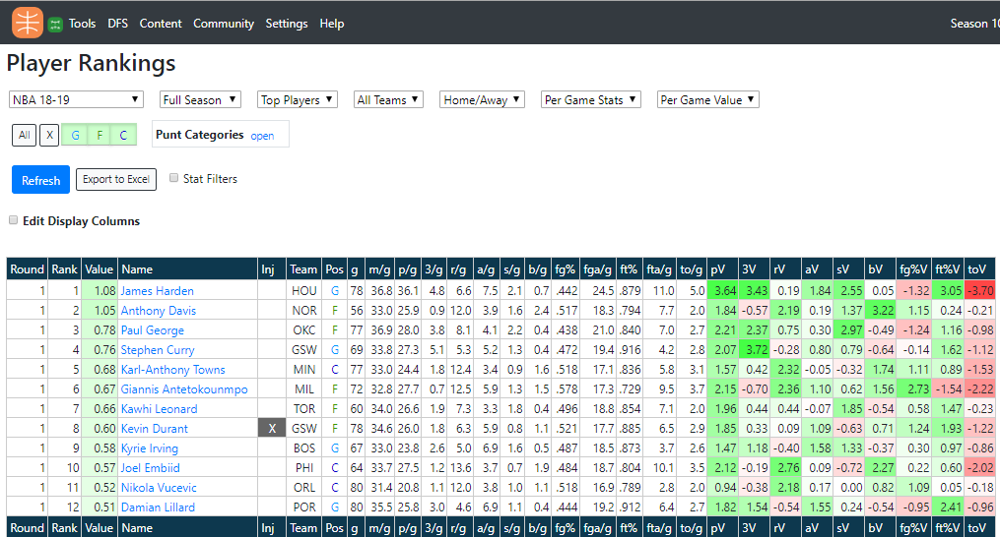 Tools DFS Content Community Settings Help Season 10
Player Rankings
NBA 18-19 Full Season Top Players All Teams Home/Away Per Game Stats Per Game Value
All X G F C Punt Categories open
Refresh Export to Excel Stat Filters
Edit Display Columns
Round Rank Value Name Inj Team Pos g m/g p/g 3/g r/g a/g s/g b/g fg% fga/g ft% fta/g to/g pV 3V rV aV sV bV fg%V ft%V toV
1 1 1.08 James Harden HOU G 78 36.8 36.1 4.8 6.6 7.5 2.1 0.7 .442 24.5 .879 11.0 5.0 3.64 3.43 0.19 1.84 2.55 0.05 -1.32 3.05 -3.70
1 2 1.05 Anthony Davis NOR F 56 33.0 25.9 0.9 12.0 3.9 1.6 2.4 .517 18.3 .794 7.7 2.0 1.84 -0.57 2.19 0.19 1.37 3.22 1.15 0.24 -0.21
1 3 0.78 Paul George OKC F 77 36.9 28.0 3.8 8.1 4.1 2.2 0.4 .438 21.0 .840 7.0 2.7 2.21 2.37 0.75 0.30 2.97 -0.49 -1.24 1.16 -0.98
1 4 0.76 Stephen Curry GSW G 69 33.8 27.3 5.1 5.3 5.2 1.3 0.4 .472 19.4 .916 4.2 2.8 2.07 3.72 -0.28 0.80 0.79 -0.64 -0.14 1.62 -1.12
1 5 0.68 Karl-Anthony Towns MIN C 77 33.0 24.4 1.8 12.4 3.4 0.9 1.6 .518 17.1 .836 5.8 3.1 1.57 0.42 2.32 -0.05 -0.32 1.74 1.11 0.89 -1.53
1 6 0.67 Giannis Antetokounmpo MIL F 72 32.8 27.7 0.7 12.5 5.9 1.3 1.5 .578 17.3 .729 9.5 3.7 2.15 -0.70 2.36 1.10 0.62 1.56 2.73 -1.54 -2.22
1 7 0.66 Kawhi Leonard TOR F 60 34.0 26.6 1.9 7.3 3.3 1.8 0.4 .496 18.8 .854 7.1 2.0 1.96 0.44 0.44 -0.07 1.85 -0.54 0.58 1.47 -0.23
1 8 0.60 Kevin Durant X GSW F 78 34.6 26.0 1.8 6.3 5.9 0.8 1.1 .521 17.7 .885 6.5 2.9 1.85 0.33 0.09 1.09 -0.63 0.71 1.24 1.93 -1.22
1 9 0.58 Kyrie Irving BOS G 67 33.0 23.8 2.6 5.0 6.9 1.6 0.5 .487 18.5 .873 3.7 2.6 1.47 1.18 -0.40 1.58 1.33 -0.37 0.30 0.97 -0.86
1 10 0.57 Joel Embiid PHI C 64 33.7 27.5 1.2 13.6 3.7 0.7 1.9 .484 18.7 .804 10.1 3.5 2.12 -0.19 2.76 0.09 -0.72 2.27 0.22 0.60 -2.02
1 11 0.52 Nikola Vucevic ORL C 80 31.4 20.8 1.1 12.0 3.8 1.0 1.1 .518 16.9 .789 2.8 2.0 0.94 -0.38 2.18 0.17 0.00 0.82 1.09 0.05 -0.18
1 12 0.51 Damian Lillard POR G 80 35.5 25.8 3.0 4.6 6.9 1.1 0.4 .444 19.2 .912 6.4 2.7 1.82 1.54 -0.54 1.55 0.24 -0.54 -0.95 2.41 -0.96
Round Rank Value Name Inj Team Pos g m/g p/g 3/g r/g a/g s/g b/g fg% fga/g ft% fta/g to/g pV 3V rV aV sV bV fg%V ft%V toV